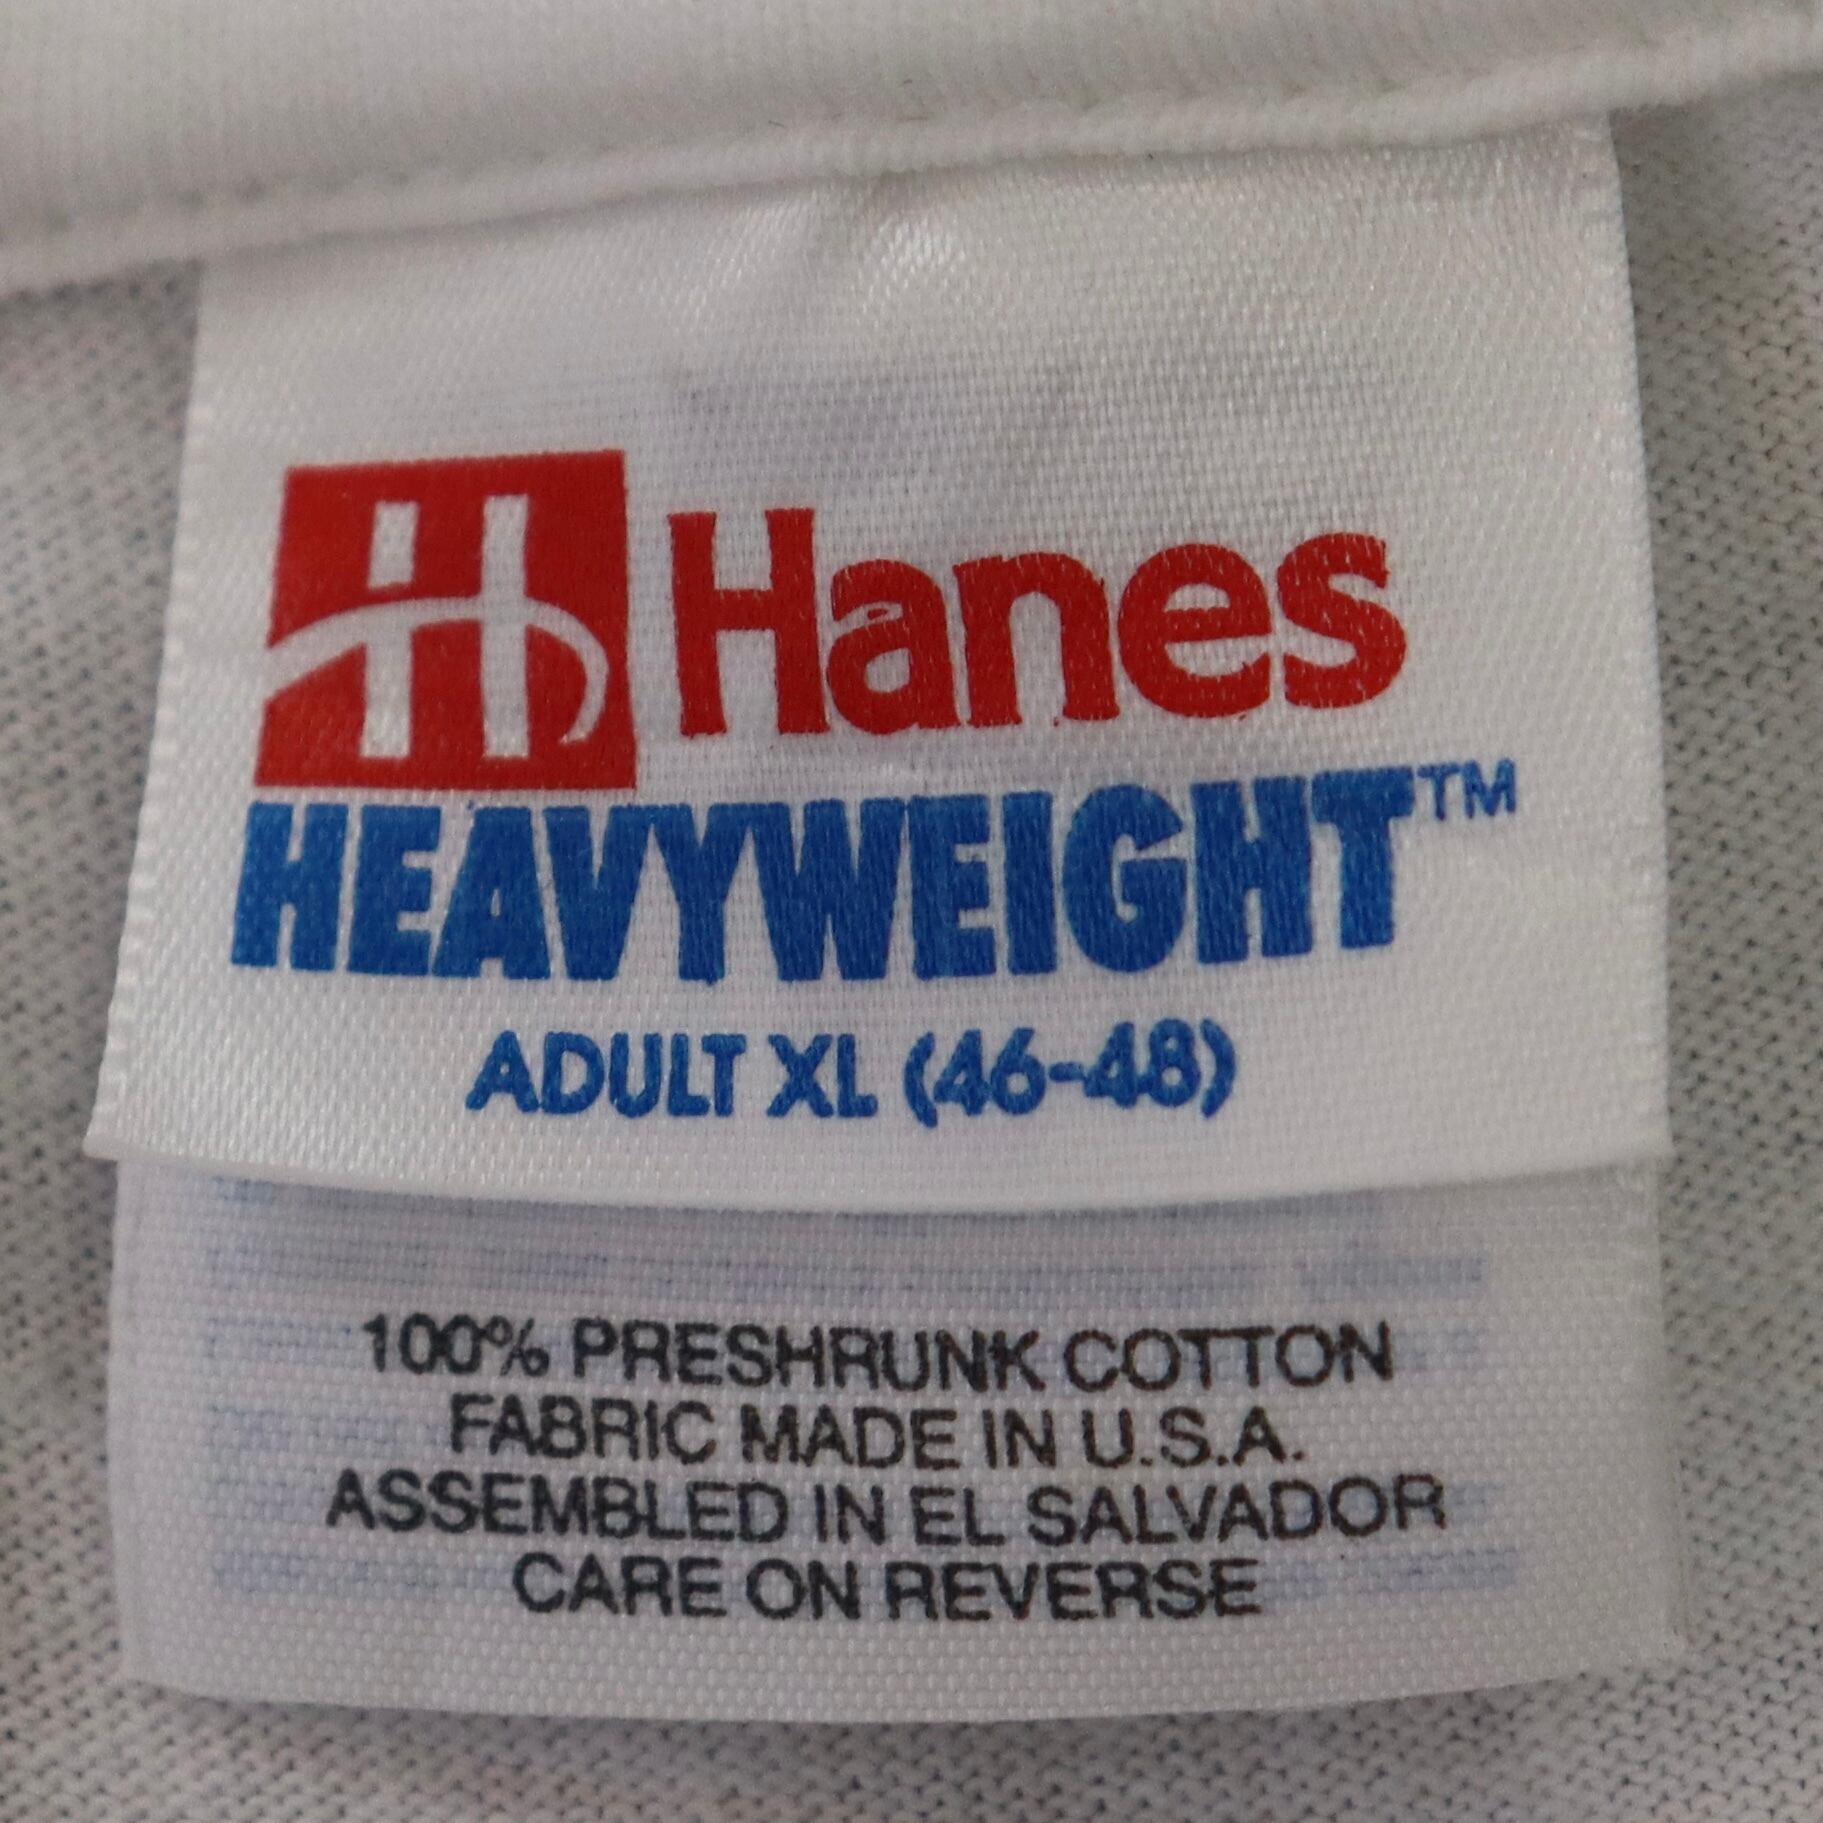 H Hanes
HEAVYWEIGHT™
ADULT XL (46-48)
100% PRESHRUNK COTTON
FABRIC MADE IN U.S.A.
ASSEMBLED IN EL SALVADOR
CARE ON REVERSE